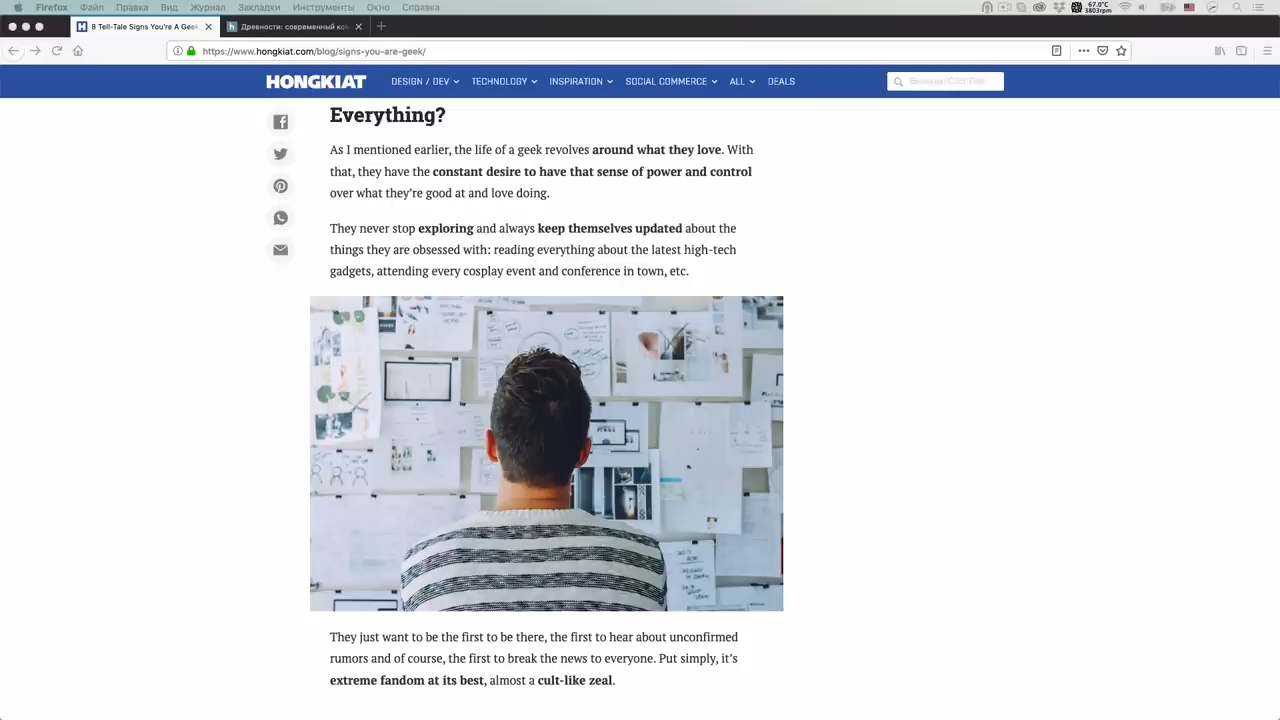 Firefox Файл Правка Вид Журнал Закладки Инструменты Окно Справка 67.0°C 3803rpm
8 Tell-Tale Signs You're A Geek Древности: современный ком
https://www.hongkiat.com/blog/signs-you-are-geek/
HONGKIAT DESIGN / DEV TECHNOLOGY INSPIRATION SOCIAL COMMERCE ALL DEALS
Everything?
As I mentioned earlier, the life of a geek revolves around what they love. With
that, they have the constant desire to have that sense of power and control
over what they're good at and love doing.
They never stop exploring and always keep themselves updated about the
things they are obsessed with: reading everything about the latest high-tech
gadgets, attending every cosplay event and conference in town, etc.
They just want to be the first to be there, the first to hear about unconfirmed
rumors and of course, the first to break the news to everyone. Put simply, it's
extreme fandom at its best, almost a cult-like zeal.